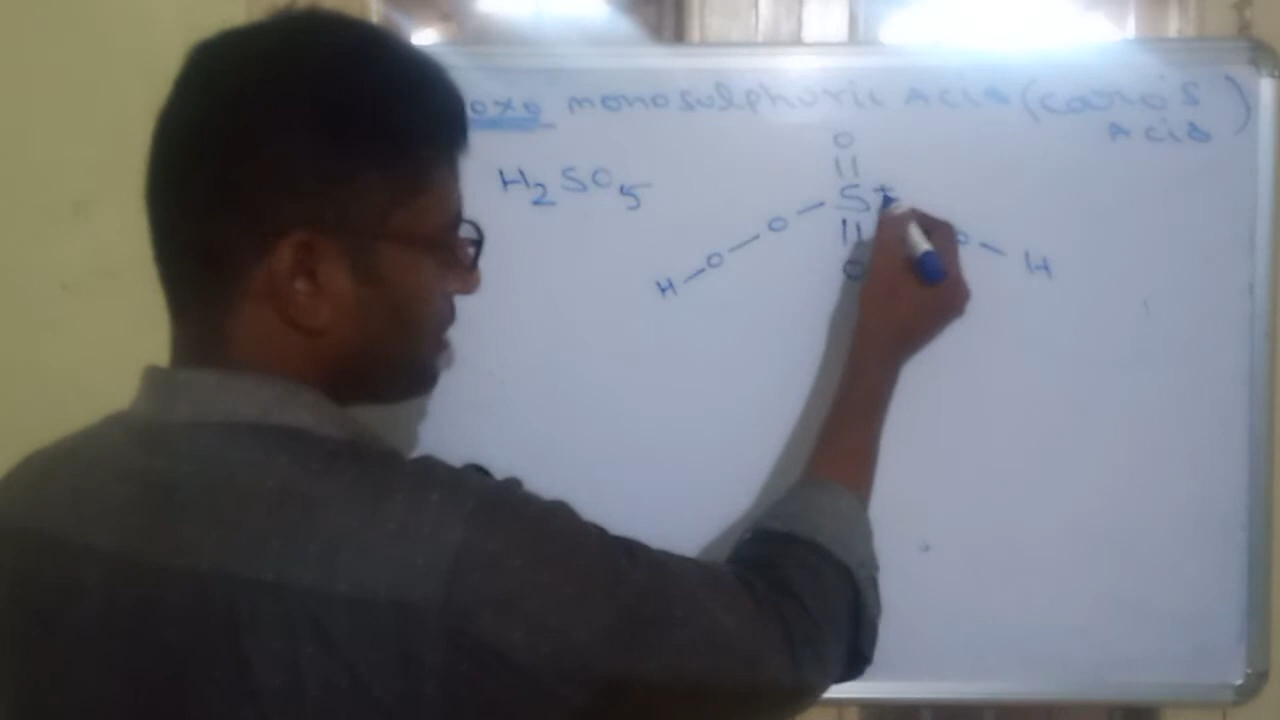 oxo monosulphuric Acid (caro's
Acid)
H2SO5
O
||
H - O - O - S
||
O
O - H